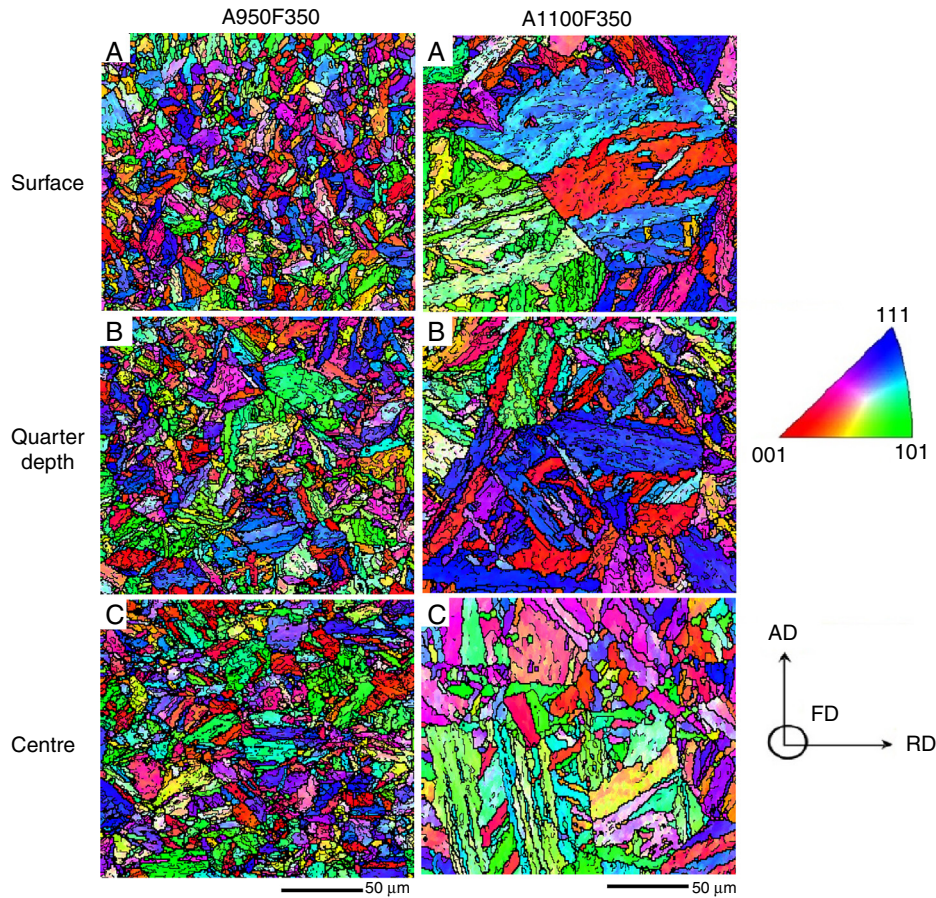 A950F350
A1100F350
A
A
Surface
B
B
Quarter
depth
111
001
101
C
C
Centre
AD
FD
RD
50 µm
50 µm